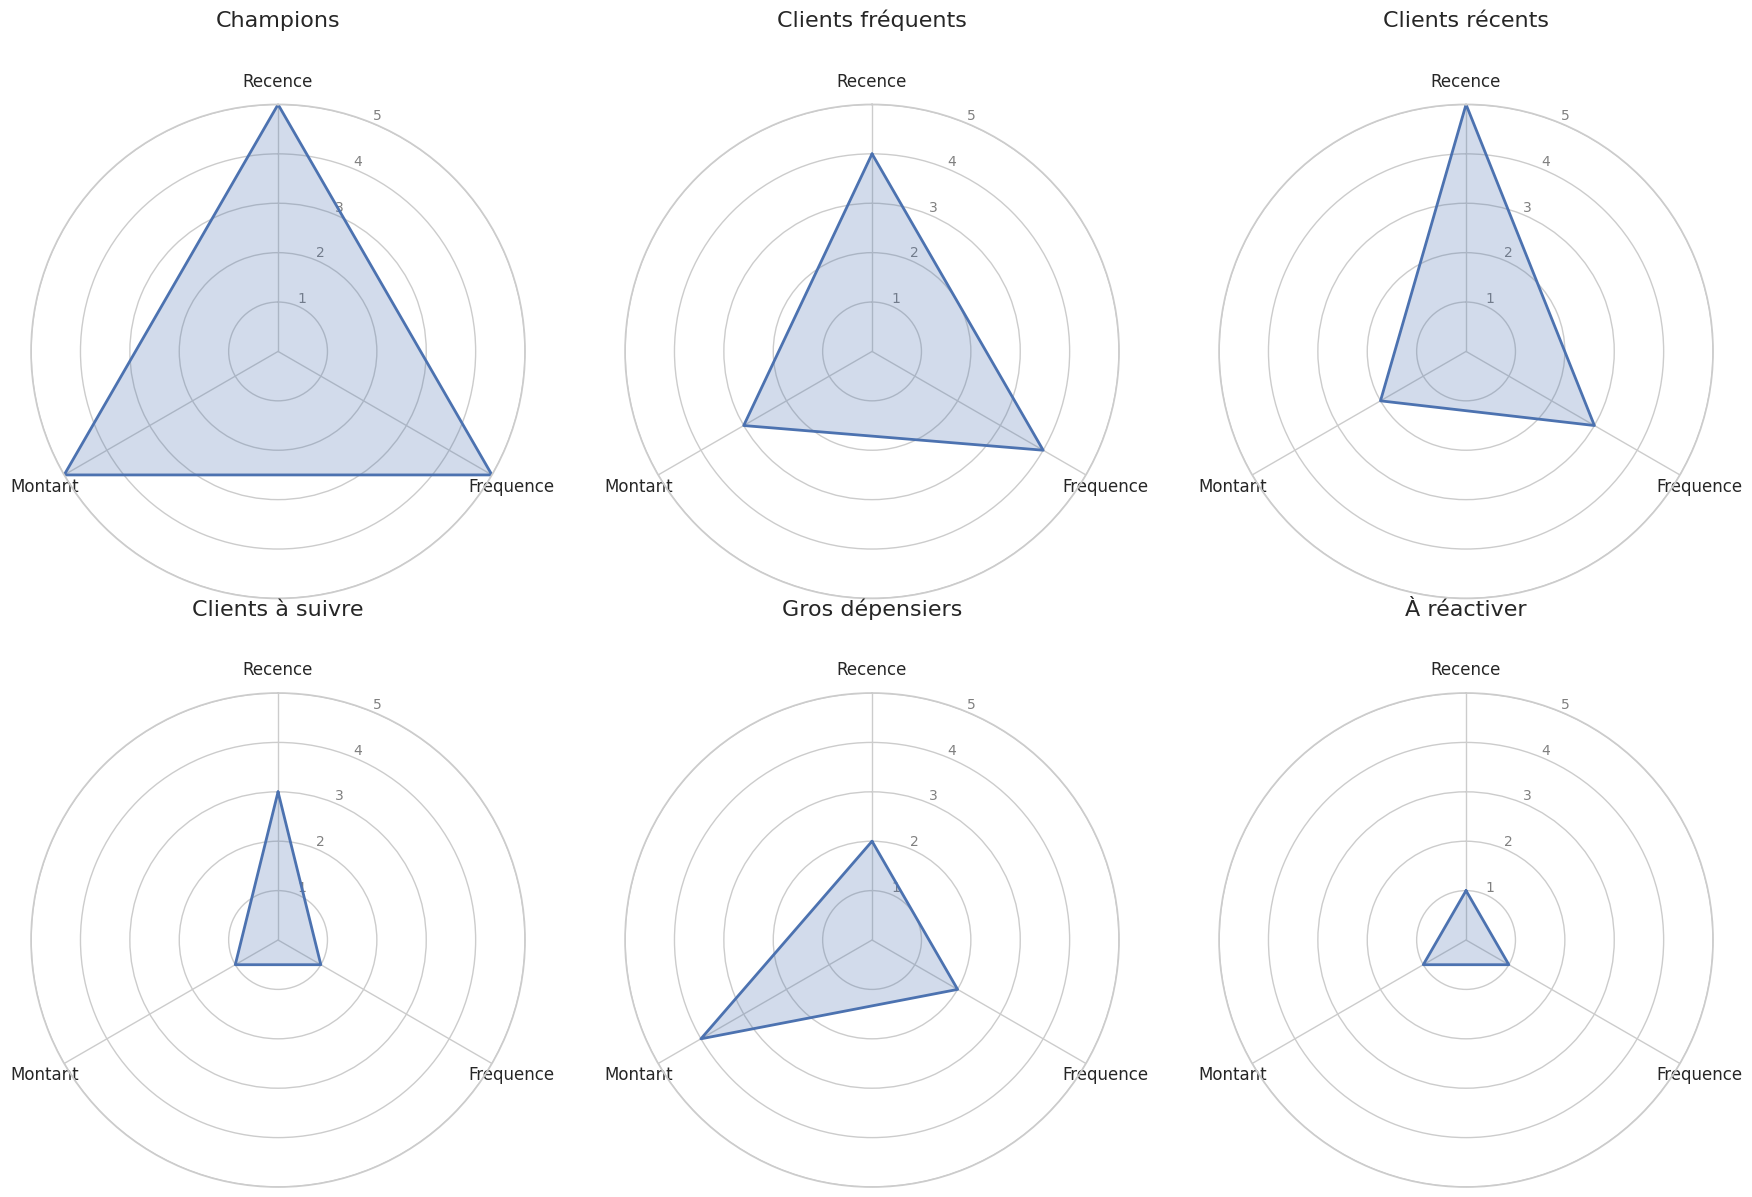 Champions
Recence
5
4
3
2
1
Montant
Frequence
Clients fréquents
Recence
5
4
3
2
1
Montant
Frequence
Clients récents
Recence
5
4
3
2
1
Montant
Frequence
Clients à suivre
Recence
5
4
3
2
1
Montant
Frequence
Gros dépensiers
Recence
5
4
3
2
1
Montant
Frequence
À réactiver
Recence
5
4
3
2
1
Montant
Frequence